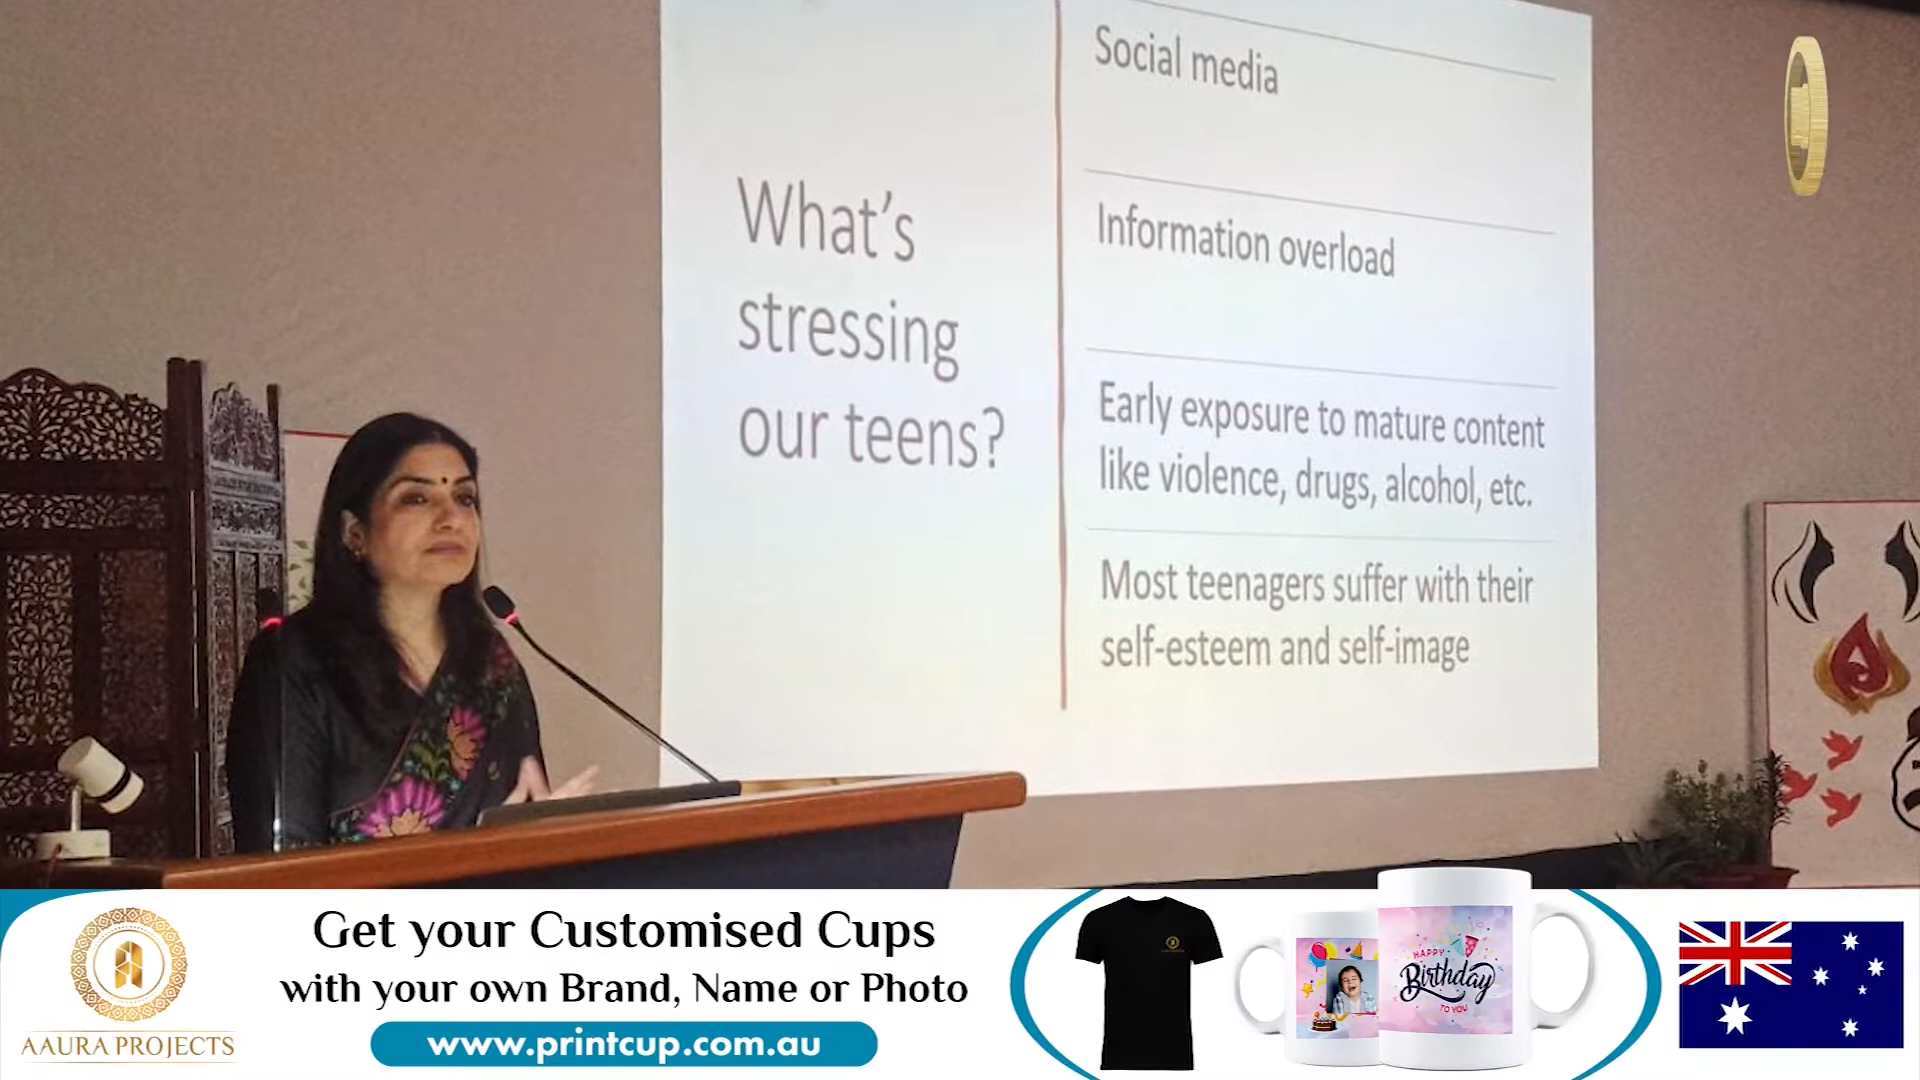 What's
stressing
our teens?
Social media
Information overload
Early exposure to mature content
like violence, drugs, alcohol, etc.
Most teenagers suffer with their
self-esteem and self-image
AAURA PROJECTS
Get your Customised Cups
with your own Brand, Name or Photo
www.printcup.com.au
HAPPY
Birthday
TO YOU